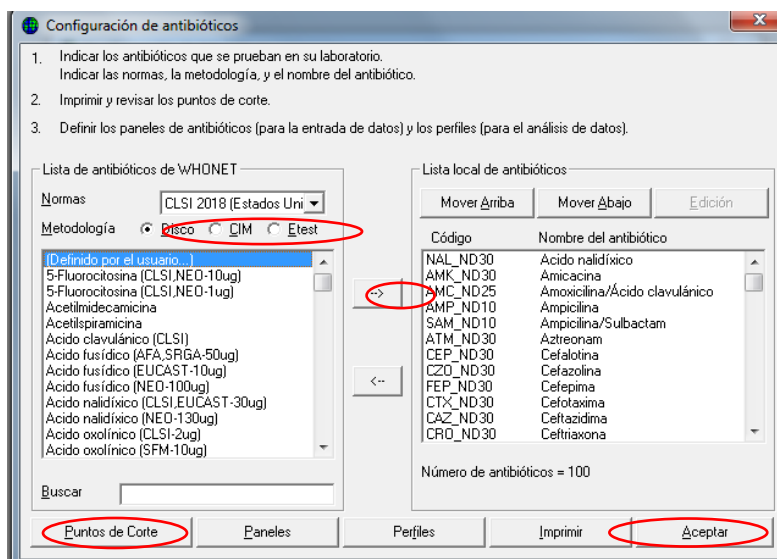 Configuración de antibióticos
1. Indicar los antibióticos que se prueban en su laboratorio.
Indicar las normas, la metodología, y el nombre del antibiótico.
2. Imprimir y revisar los puntos de corte.
3. Definir los paneles de antibióticos (para la entrada de datos) y los perfiles (para el análisis de datos).
Lista de antibióticos de WHONET
Normas CLSI 2018 (Estados Uni
Metodología Disco CIM Etest
(Definido por el usuario...)
5-Fluorocitosina (CLSI,NEO-10ug)
5-Fluorocitosina (CLSI,NEO-1ug)
Acetilmidecamicina
Acetilspiramicina
Acido clavulánico (CLSI)
Acido fusídico (AFA,SRGA-50ug)
Acido fusídico (EUCAST-10ug)
Acido fusídico (NEO-100ug)
Acido nalidíxico (CLSI,EUCAST-30ug)
Acido nalidíxico (NEO-130ug)
Acido oxolínico (CLSI-2ug)
Acido oxolínico (SFM-10ug)
Buscar
-->
<--
Lista local de antibióticos
Mover Arriba Mover Abajo Edición
Código Nombre del antibiótico
NAL_ND30 Acido nalidíxico
AMK_ND30 Amicacina
AMC_ND25 Amoxicilina/Ácido clavulánico
AMP_ND10 Ampicilina
SAM_ND10 Ampicilina/Sulbactam
ATM_ND30 Aztreonam
CEP_ND30 Cefalotina
CZO_ND30 Cefazolina
FEP_ND30 Cefepima
CTX_ND30 Cefotaxima
CAZ_ND30 Ceftazidima
CRO_ND30 Ceftriaxona
Número de antibióticos = 100
Puntos de Corte Paneles Perfiles Imprimir Aceptar